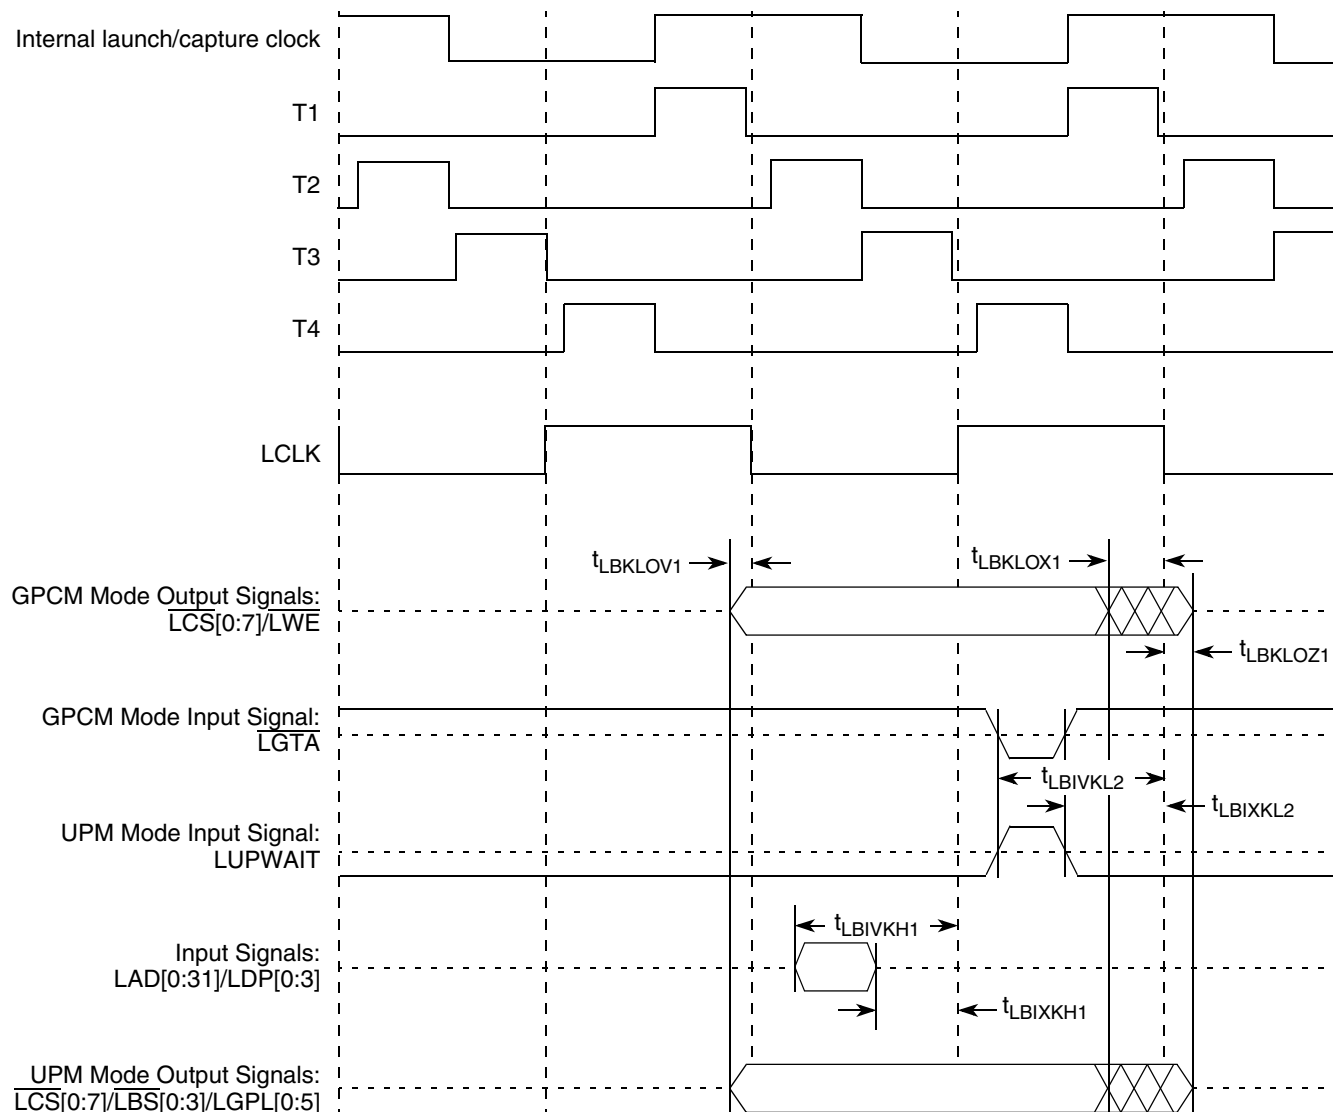 Internal launch/capture clock
T1
T2
T3
T4
LCLK
tLBKLOV1
tLBKLOX1
GPCM Mode Output Signals:
LCS[0:7]/LWE
tLBKLOZ1
GPCM Mode Input Signal:
LGTA
tLBIVKL2
tLBIXKL2
UPM Mode Input Signal:
LUPWAIT
tLBIVKH1
Input Signals:
LAD[0:31]/LDP[0:3]
tLBIXKH1
UPM Mode Output Signals:
LCS[0:7]/LBS[0:3]/LGPL[0:5]